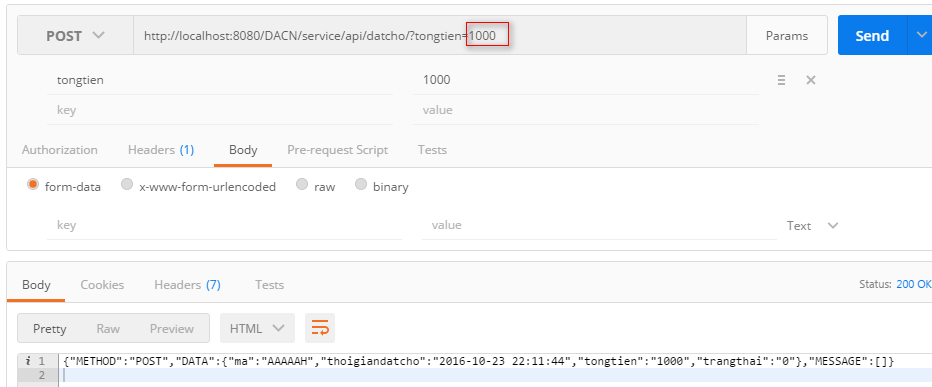 POST http://localhost:8080/DACN/service/api/datcho/?tongtien=1000 Params Send
tongtien 1000
key value
Authorization Headers (1) Body Pre-request Script Tests
form-data x-www-form-urlencoded raw binary
key value Text
Body Cookies Headers (7) Tests Status: 200 OK
Pretty Raw Preview HTML
i 1 {"METHOD":"POST","DATA":{"ma":"AAAAAH","thoigiandatcho":"2016-10-23 22:11:44","tongtien":"1000","trangthai":"0"},"MESSAGE":[]}
2